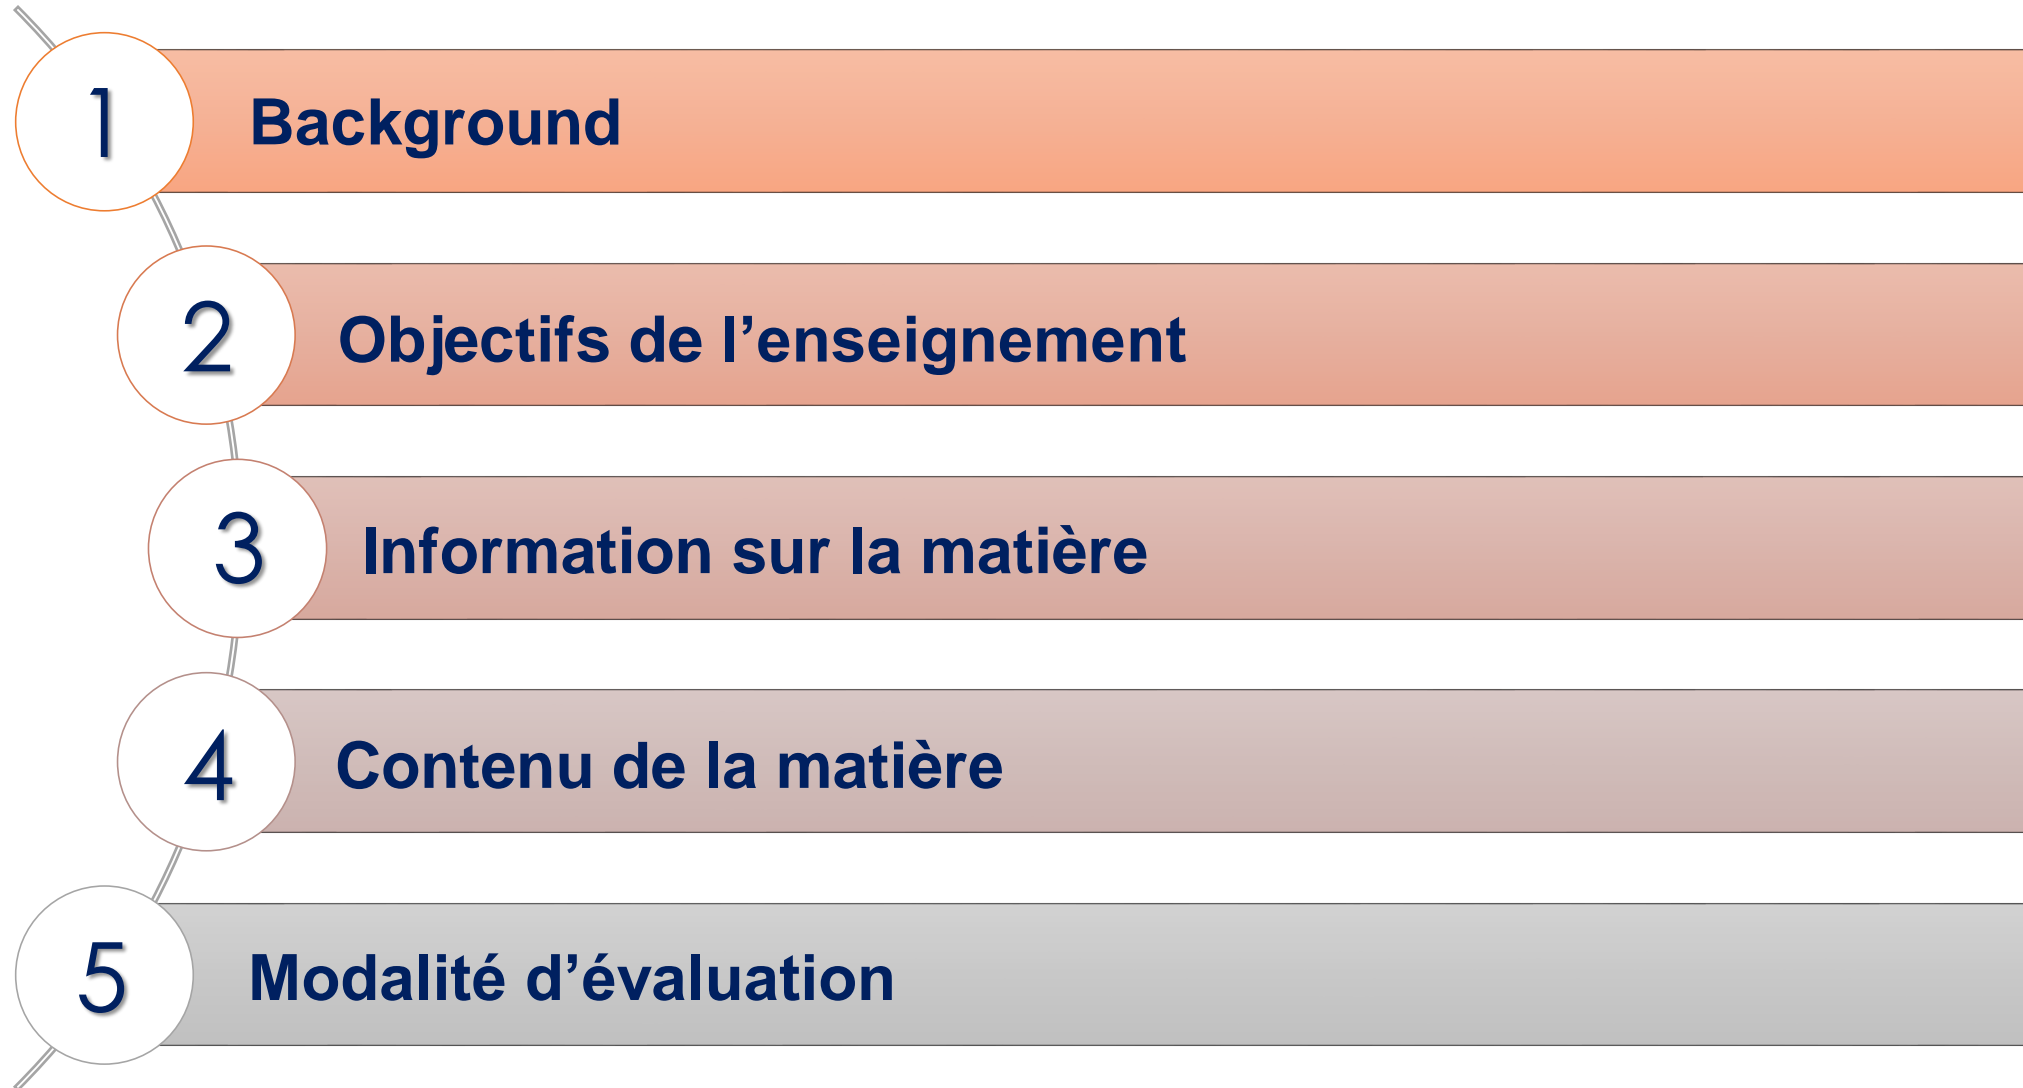 1 Background
2 Objectifs de l’enseignement
3 Information sur la matière
4 Contenu de la matière
5 Modalité d’évaluation